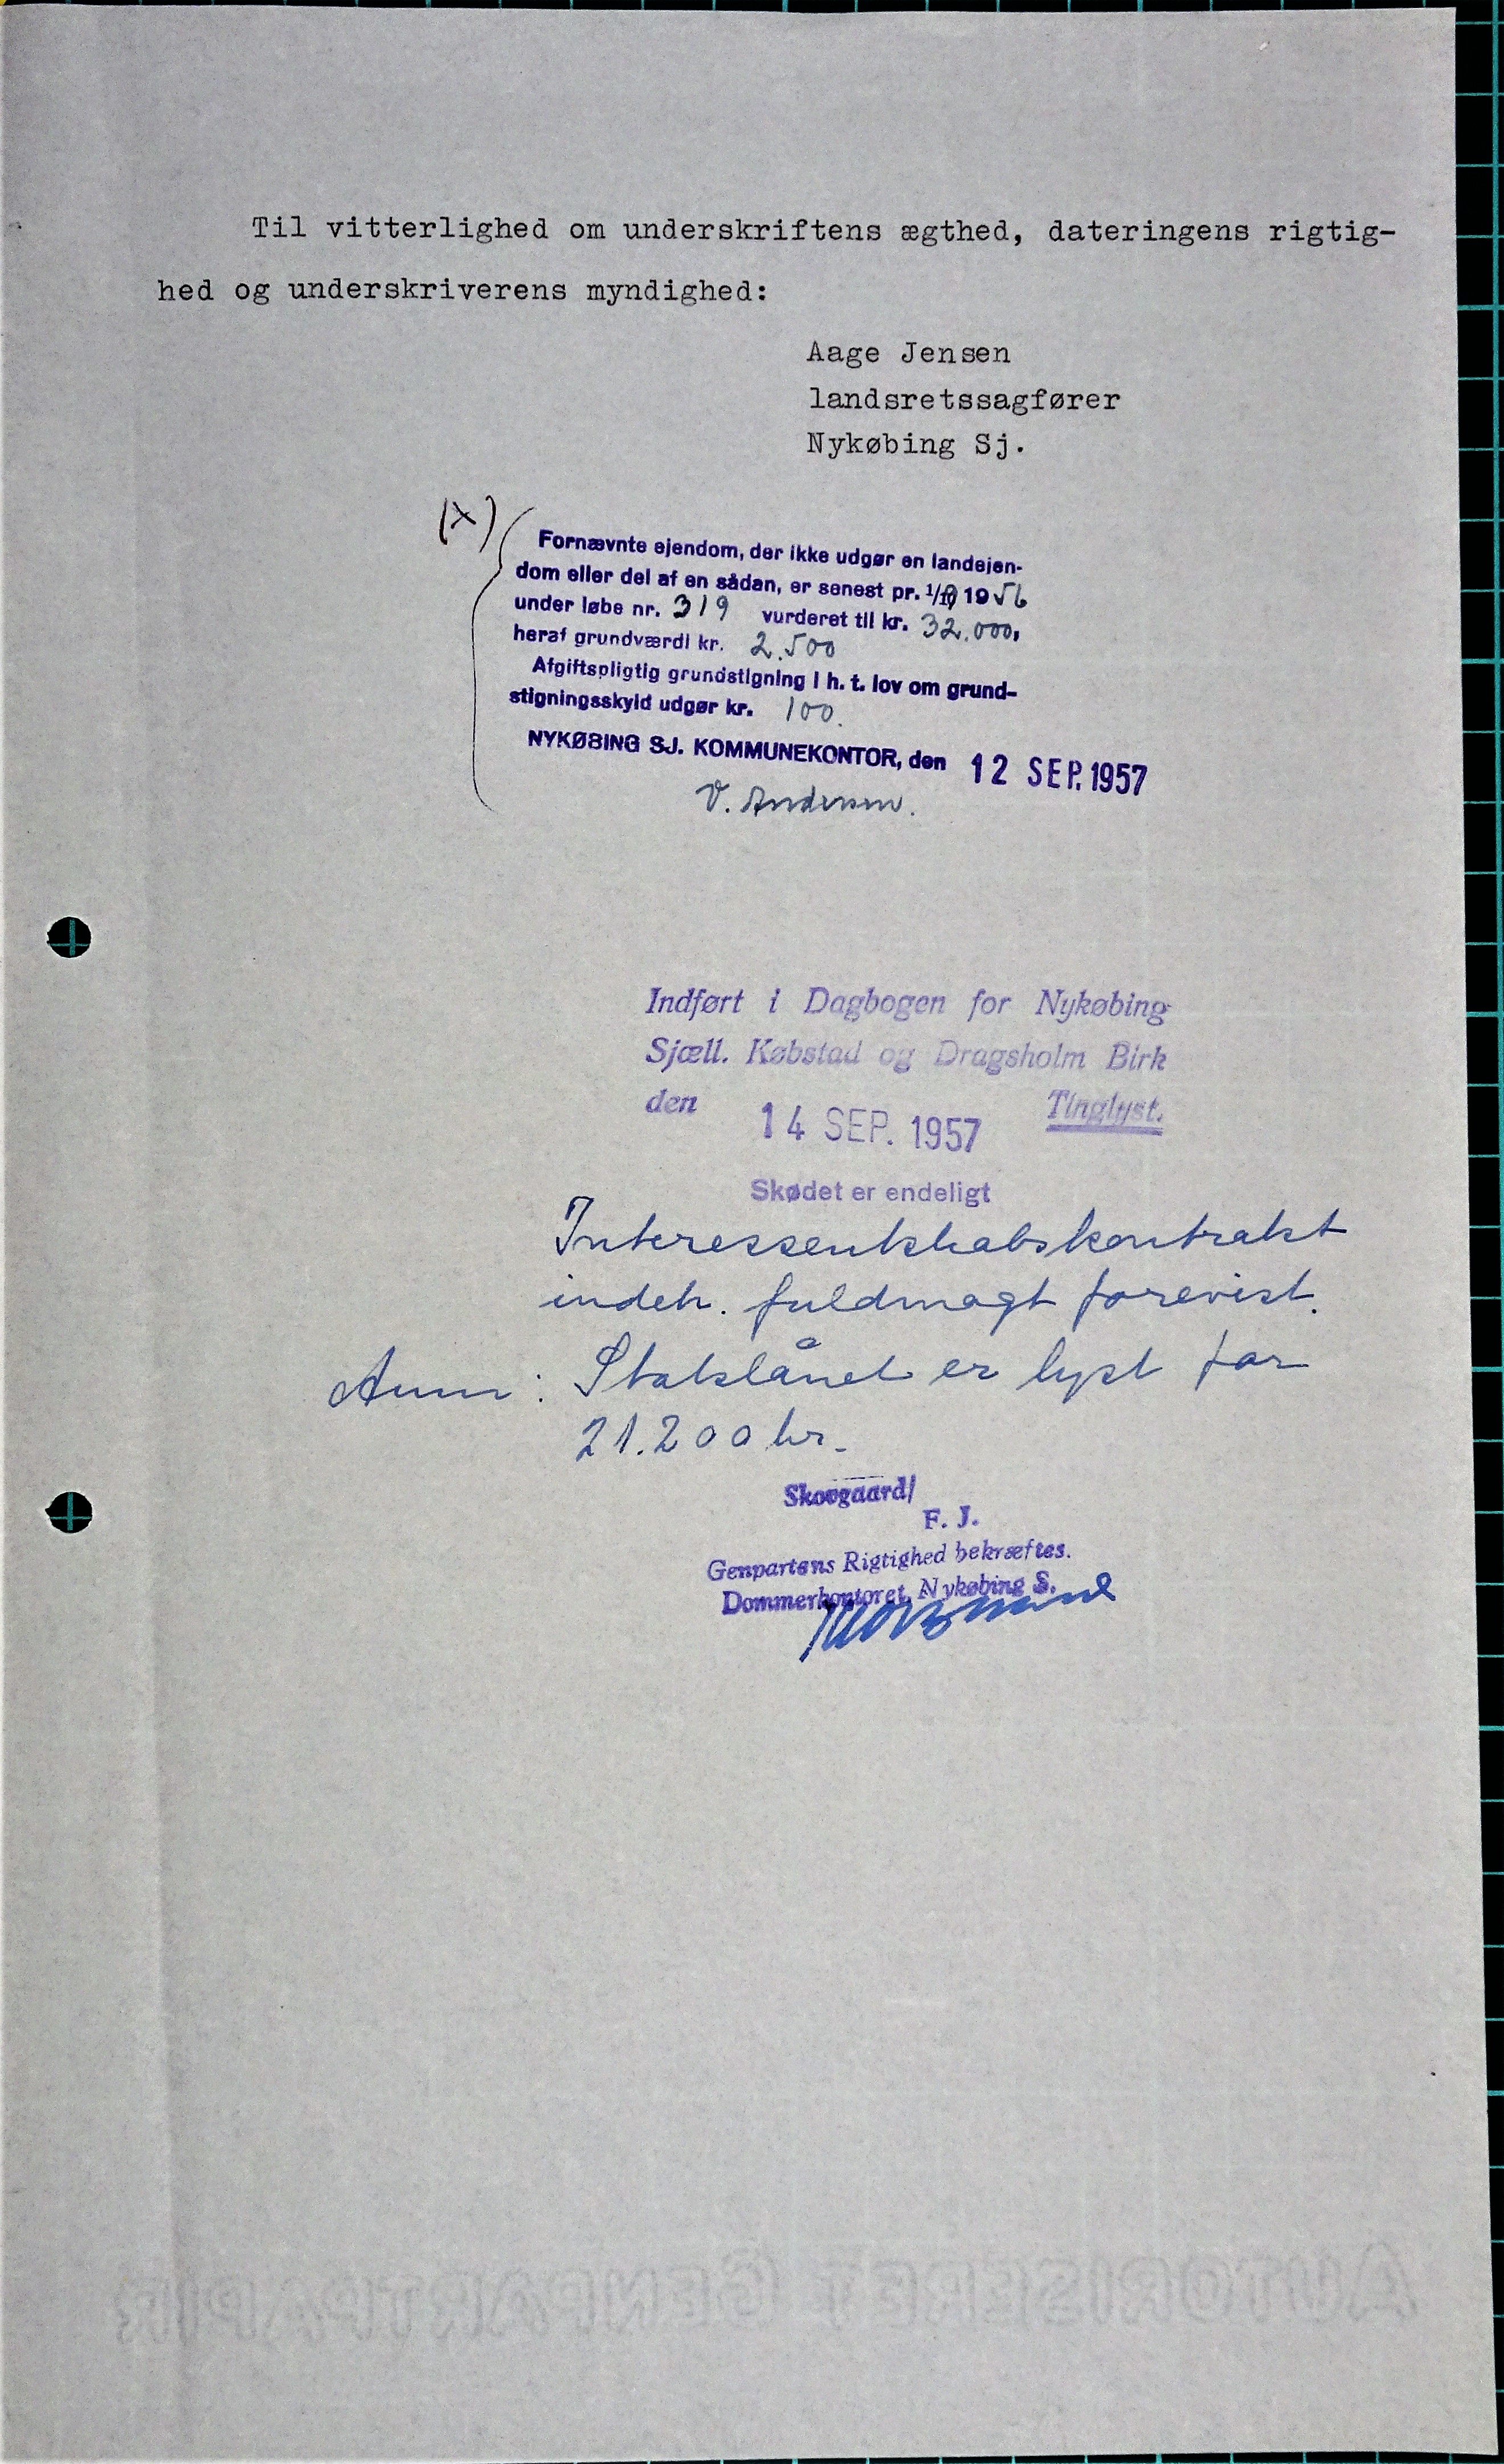 Til vitterlighed om underskriftens ægthed, dateringens rigtig-
hed og underskriverens myndighed:
Aage Jensen
landsretssagfører
Nykøbing Sj.
(x)
Fornævnte ejendom, der ikke udgør en landejen-
dom eller del af en sådan, er senest pr. 1/10 1956
under løbe nr. 319 vurderet til kr. 32.000,
heraf grundværdi kr. 2.500
Afgiftspligtig grundstigning i h. t. lov om grund-
stigningsskyld udgør kr. 100.
NYKØBING SJ. KOMMUNEKONTOR, den 12 SEP. 1957
V. Andersen.
Indført i Dagbogen for Nykøbing
Sjæll. Købstad og Dragsholm Birk
den 14 SEP. 1957 Tinglyst.
Skødet er endeligt
Interessentskabskontrakt
indeh. fuldmagt forevist.
Anm: Statslånet er lyst for
21.200 kr.
Skovgaard/
F. J.
Genpartens Rigtighed bekræftes.
Dommerkontoret, Nykøbing S.
AUTORISERET GENPARTPAPIR